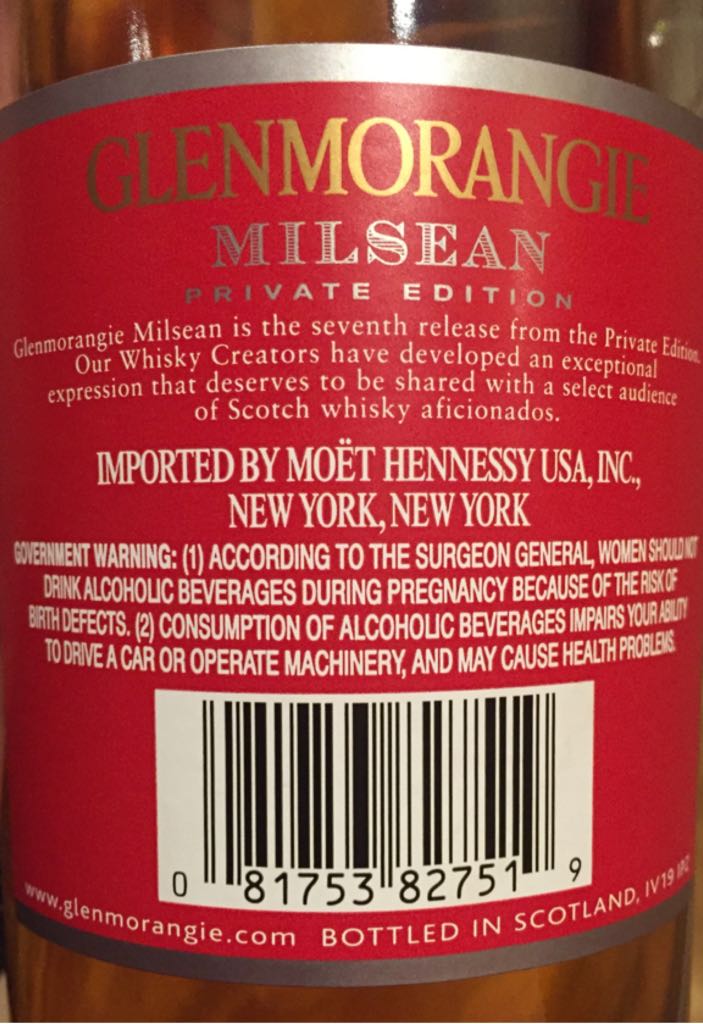 GLENMORANGIE
MILSEAN
PRIVATE EDITION
Glenmorangie Milsean is the seventh release from the Private Edition.
Our Whisky Creators have developed an exceptional
expression that deserves to be shared with a select audience
of Scotch whisky aficionados.
IMPORTED BY MOËT HENNESSY USA, INC.,
NEW YORK, NEW YORK
GOVERNMENT WARNING: (1) ACCORDING TO THE SURGEON GENERAL, WOMEN SHOULD NOT
DRINK ALCOHOLIC BEVERAGES DURING PREGNANCY BECAUSE OF THE RISK OF
BIRTH DEFECTS. (2) CONSUMPTION OF ALCOHOLIC BEVERAGES IMPAIRS YOUR ABILITY
TO DRIVE A CAR OR OPERATE MACHINERY, AND MAY CAUSE HEALTH PROBLEMS.
0 81753 82751 9
www.glenmorangie.com BOTTLED IN SCOTLAND, IV19 1PZ